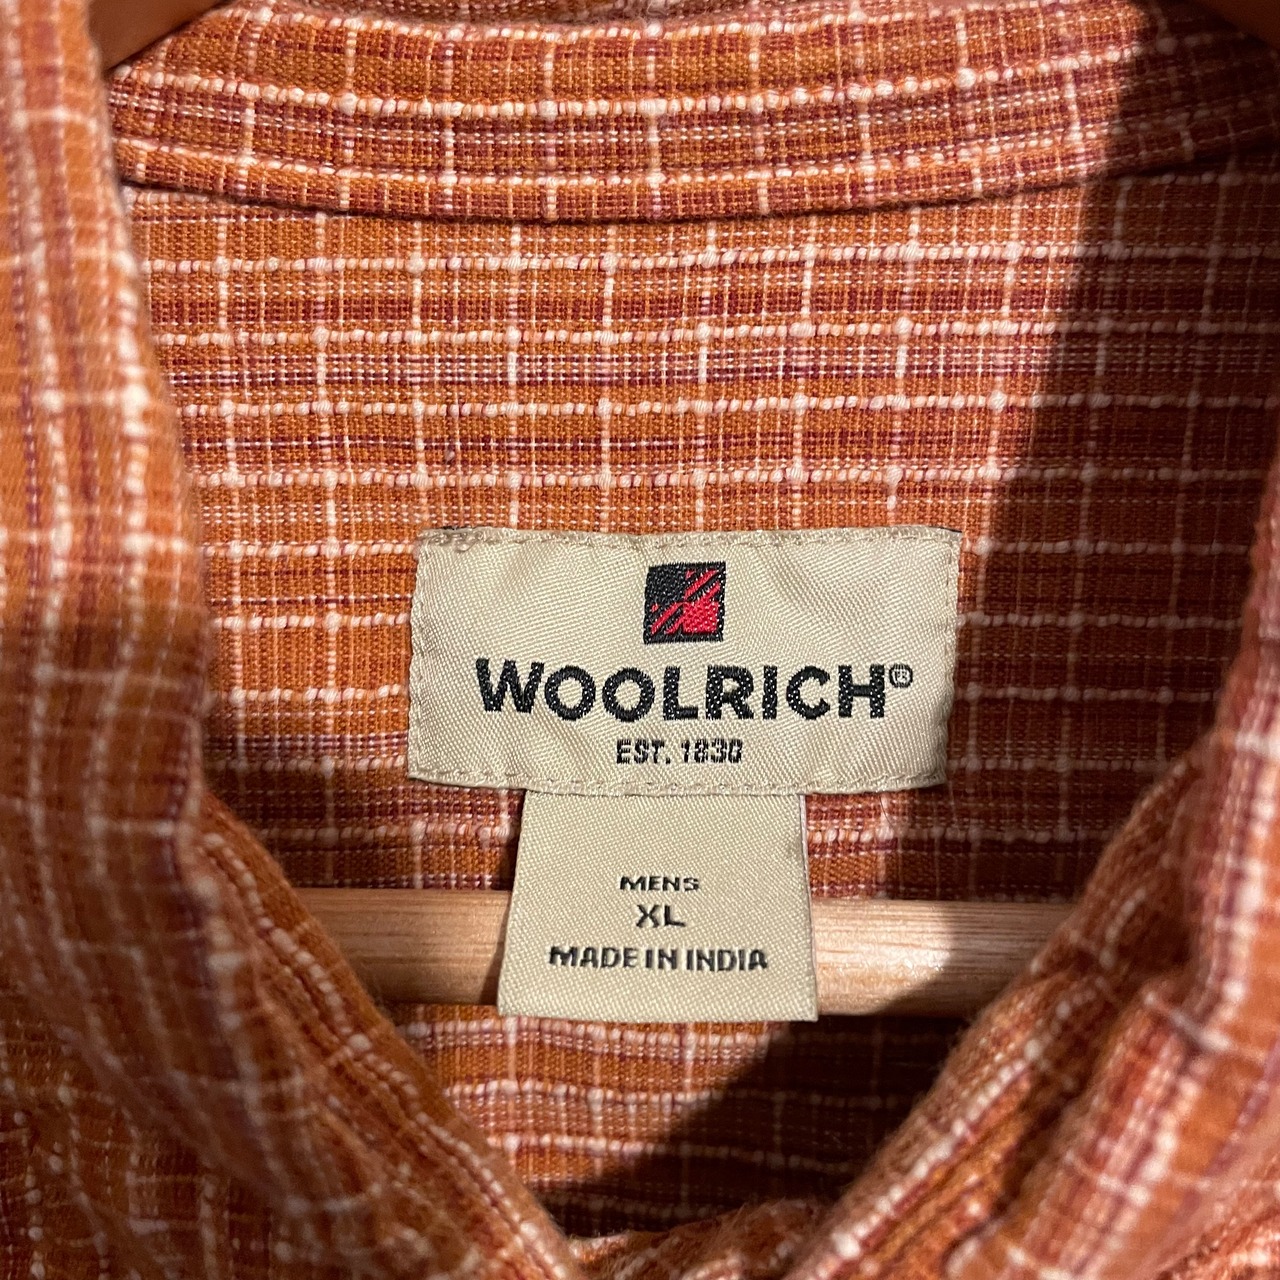 WOOLRICH®
EST. 1830
MENS
XL
MADE IN INDIA